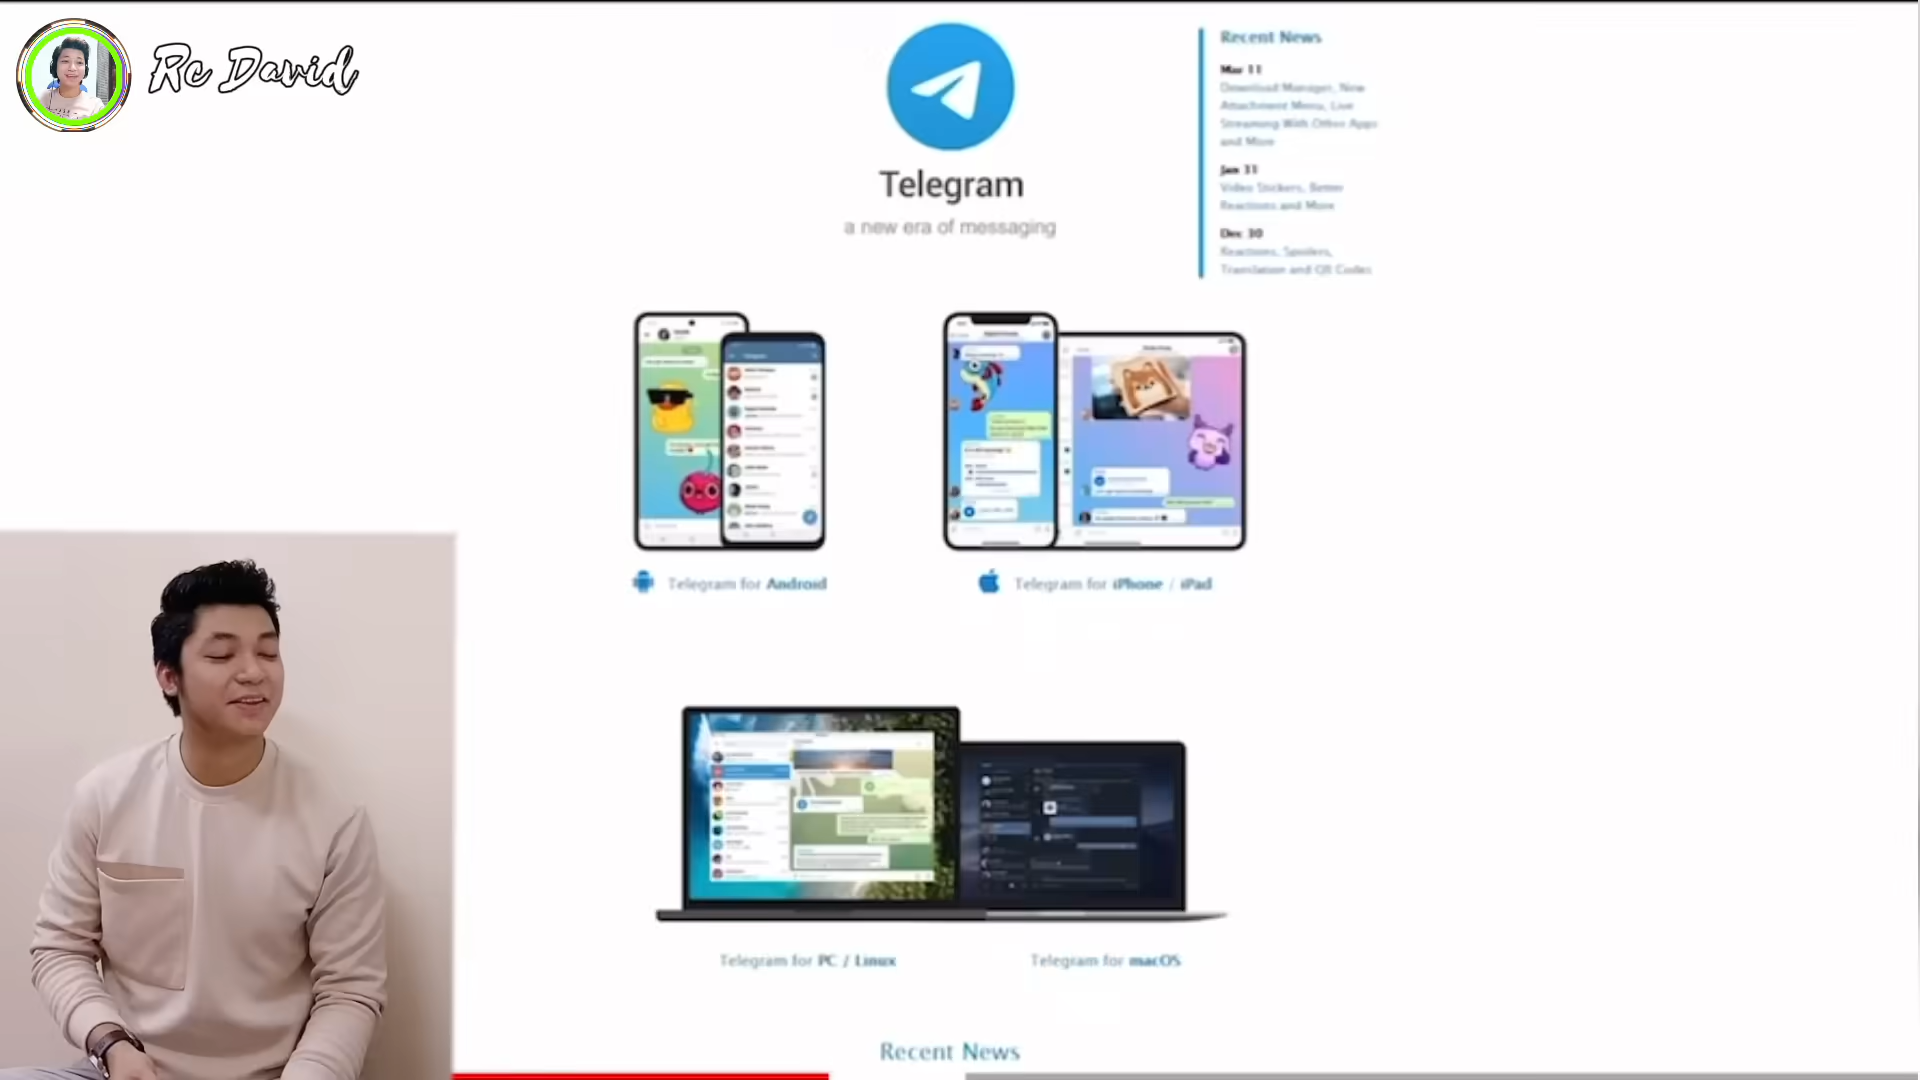 Rc David
Telegram
a new era of messaging
Recent News
Mar 11
Download Manager, New
Attachment Menu, Live
Streaming With Other Apps
and More
Jan 31
Video Stickers, Better
Reactions and More
Dec 30
Reactions, Spoilers,
Translation and QR Codes
Telegram for Android
Telegram for iPhone / iPad
Telegram for PC / Linux
Telegram for macOS
Recent News